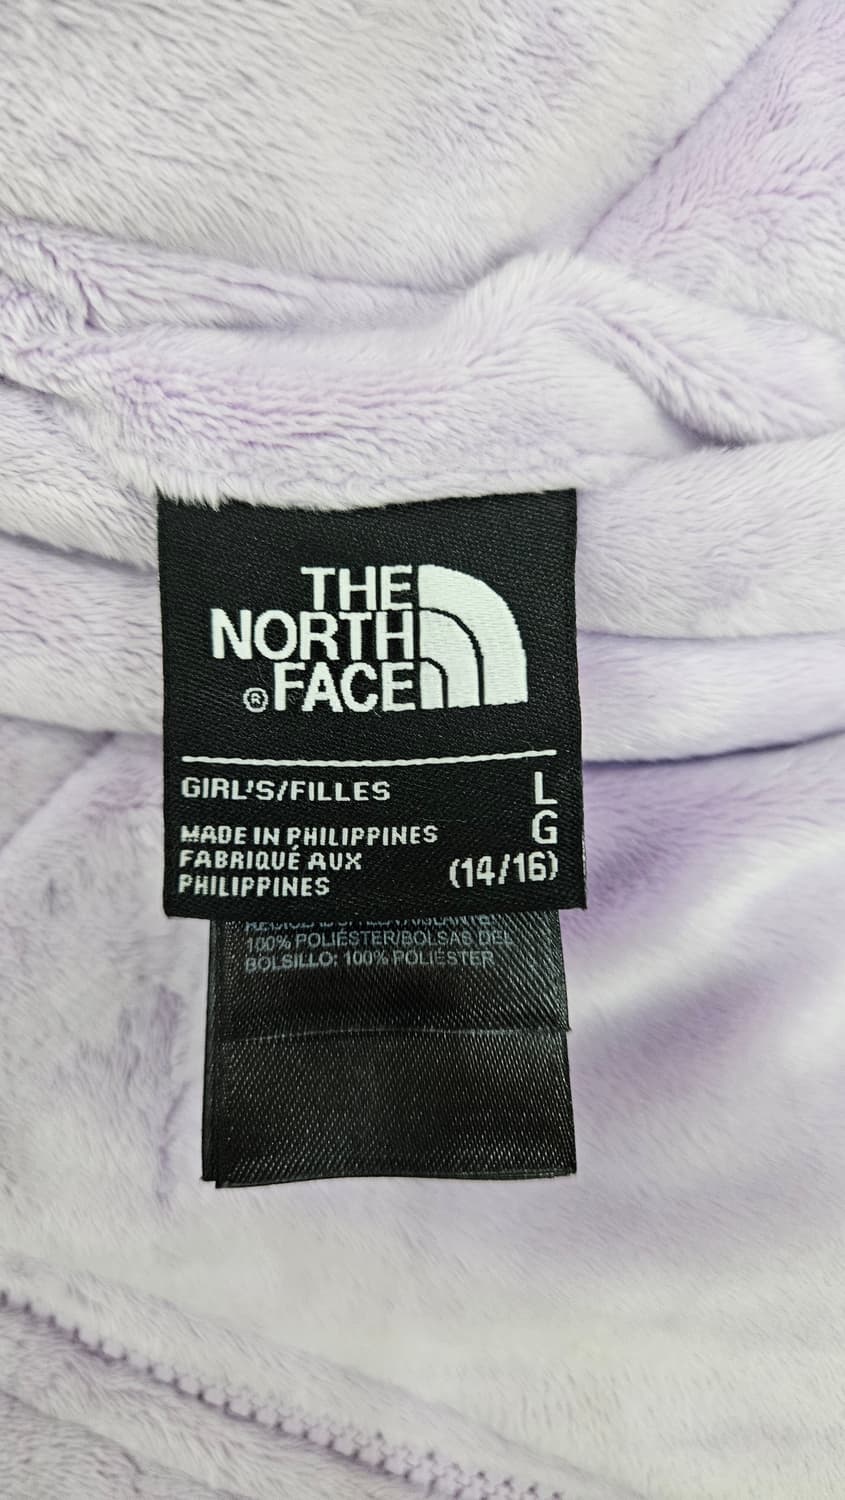 THE
NORTH
® FACE
GIRL'S/FILLES L
MADE IN PHILIPPINES G
FABRIQUÉ AUX (14/16)
PHILIPPINES
100% POLIÉSTER/BOLSAS DEL
BOLSILLO: 100% POLIÉSTER